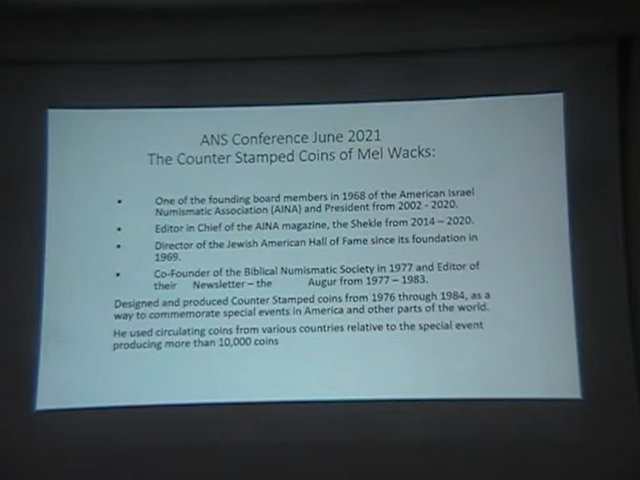 ANS Conference June 2021
The Counter Stamped Coins of Mel Wacks:
• One of the founding board members in 1968 of the American Israel
Numismatic Association (AINA) and President from 2002 - 2020.
• Editor in Chief of the AINA magazine, the Shekle from 2014 – 2020.
• Director of the Jewish American Hall of Fame since its foundation in
1969.
• Co-Founder of the Biblical Numismatic Society in 1977 and Editor of
their Newsletter – the Augur from 1977 – 1983.
Designed and produced Counter Stamped coins from 1976 through 1984, as a
way to commemorate special events in America and other parts of the world.
He used circulating coins from various countries relative to the special event
producing more than 10,000 coins